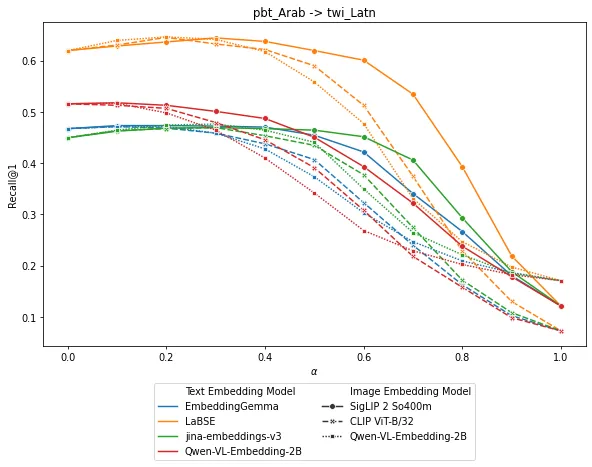 pbt_Arab -> twi_Latn
Recall@1
0.6
0.5
0.4
0.3
0.2
0.1
0.0 0.2 0.4 0.6 0.8 1.0
α
Text Embedding Model Image Embedding Model
EmbeddingGemma SigLIP 2 So400m
LaBSE CLIP ViT-B/32
jina-embeddings-v3 Qwen-VL-Embedding-2B
Qwen-VL-Embedding-2B